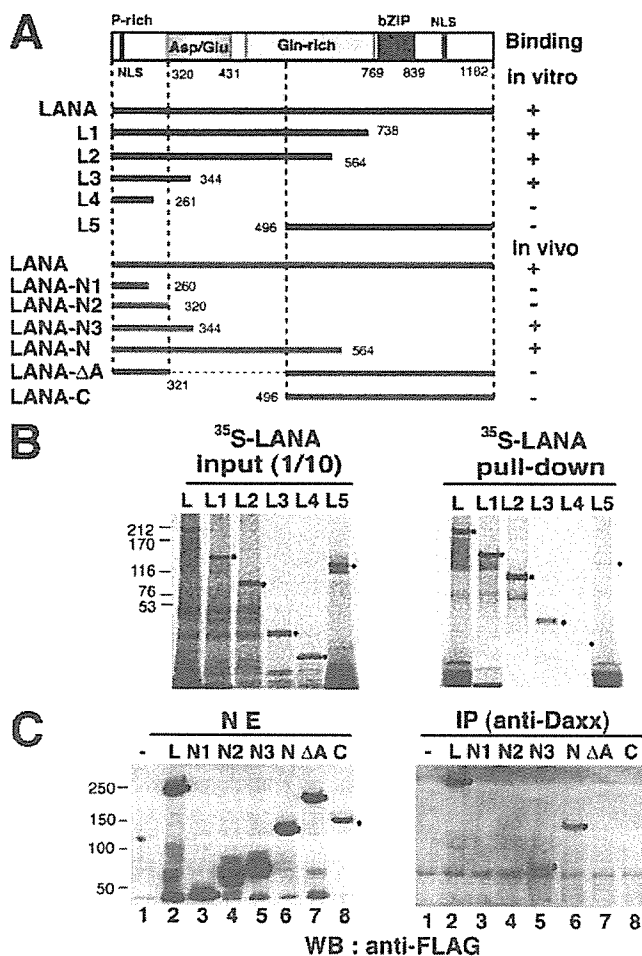 A
P-rich
bZIP
NLS
Asp/Glu
Gln-rich
Binding
NLS
320
431
769
839
1182
in vitro
LANA
+
L1
738
+
L2
564
+
L3
344
+
L4
261
-
L5
496
-
in vivo
LANA
+
LANA-N1
260
-
LANA-N2
320
-
LANA-N3
344
+
LANA-N
564
+
LANA-ΔA
321
-
LANA-C
496
-
B
35S-LANA
input (1/10)
35S-LANA
pull-down
L L1 L2 L3 L4 L5
L L1 L2 L3 L4 L5
212
170
116
76
53
C
N E
IP (anti-Daxx)
- L N1 N2 N3 N ΔA C
- L N1 N2 N3 N ΔA C
250
150
100
50
1 2 3 4 5 6 7 8
1 2 3 4 5 6 7 8
WB : anti-FLAG